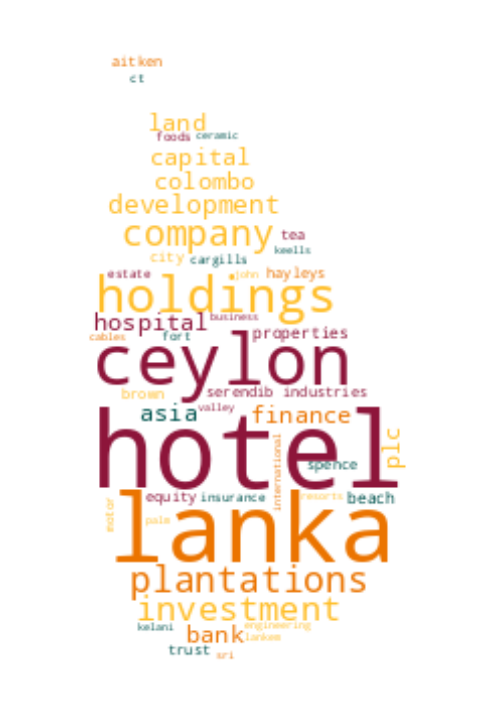 aitken
ct
land
foods ceramic
capital
colombo
development
company tea
keells
city cargills
estate john hayleys
holdings
hospital business
cables fort properties
ceylon
brown serendib industries
asia valley finance
hotel plc
international
spence
equity insurance resorts beach
motor
palm
lanka
plantations
investment
kelani engineering
bank lankem
trust sri